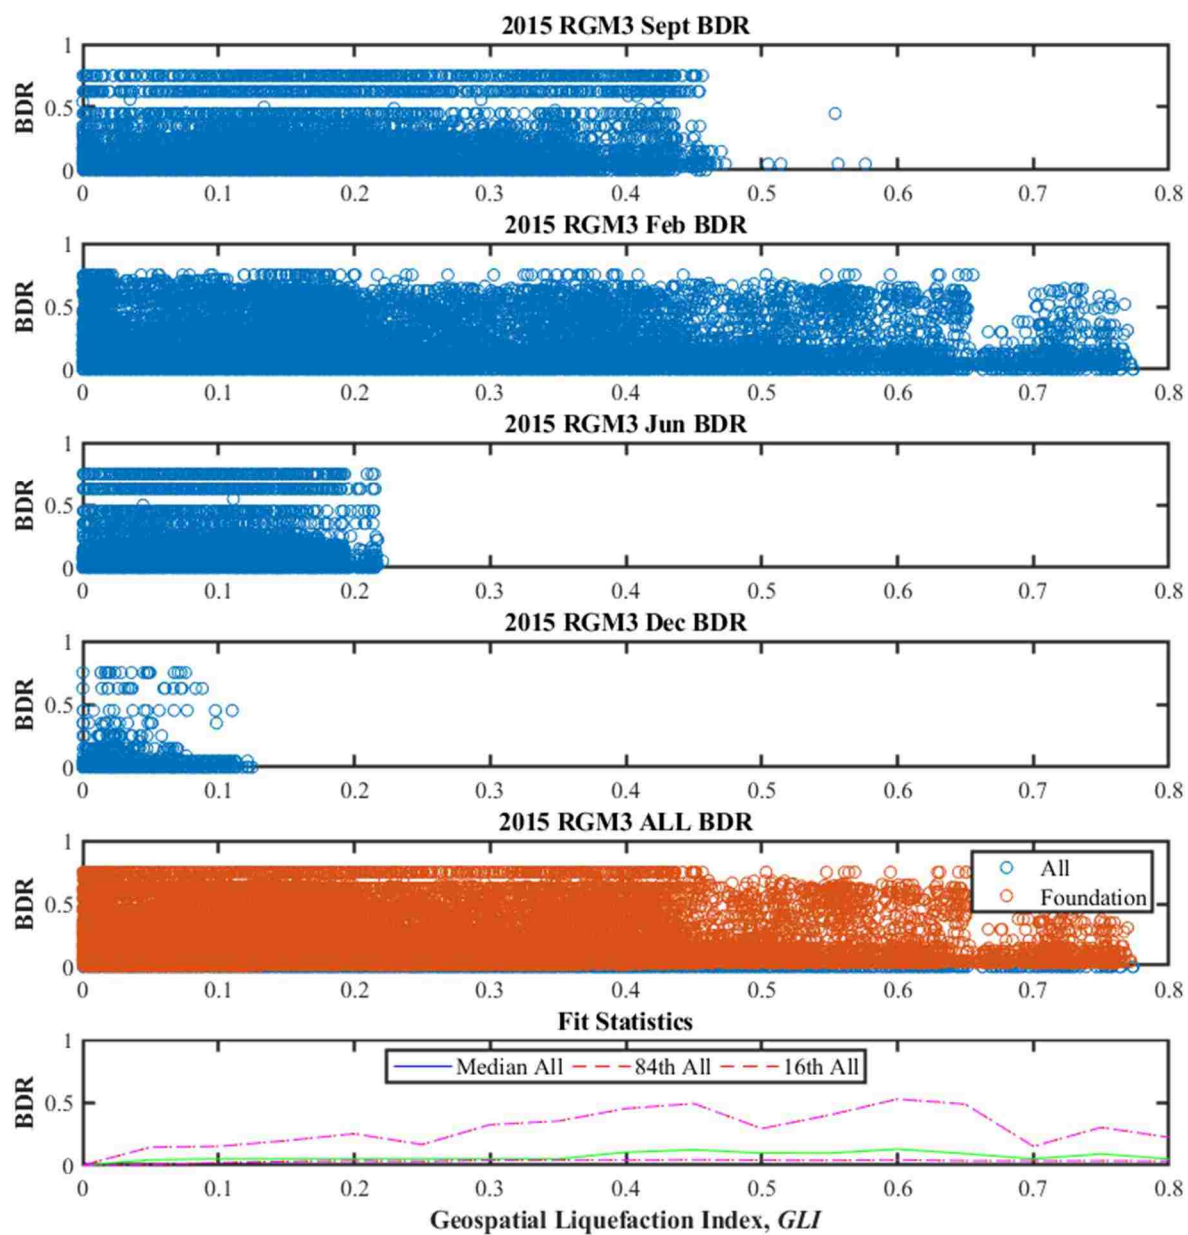 2015 RGM3 Sept BDR
1
0.5
0
BDR
0 0.1 0.2 0.3 0.4 0.5 0.6 0.7 0.8
2015 RGM3 Feb BDR
1
0.5
0
BDR
0 0.1 0.2 0.3 0.4 0.5 0.6 0.7 0.8
2015 RGM3 Jun BDR
1
0.5
0
BDR
0 0.1 0.2 0.3 0.4 0.5 0.6 0.7 0.8
2015 RGM3 Dec BDR
1
0.5
0
BDR
0 0.1 0.2 0.3 0.4 0.5 0.6 0.7 0.8
2015 RGM3 ALL BDR
1
0.5
0
BDR
All
Foundation
0 0.1 0.2 0.3 0.4 0.5 0.6 0.7 0.8
Fit Statistics
1
0.5
0
BDR
Median All 84th All 16th All
0 0.1 0.2 0.3 0.4 0.5 0.6 0.7 0.8
Geospatial Liquefaction Index, GLI